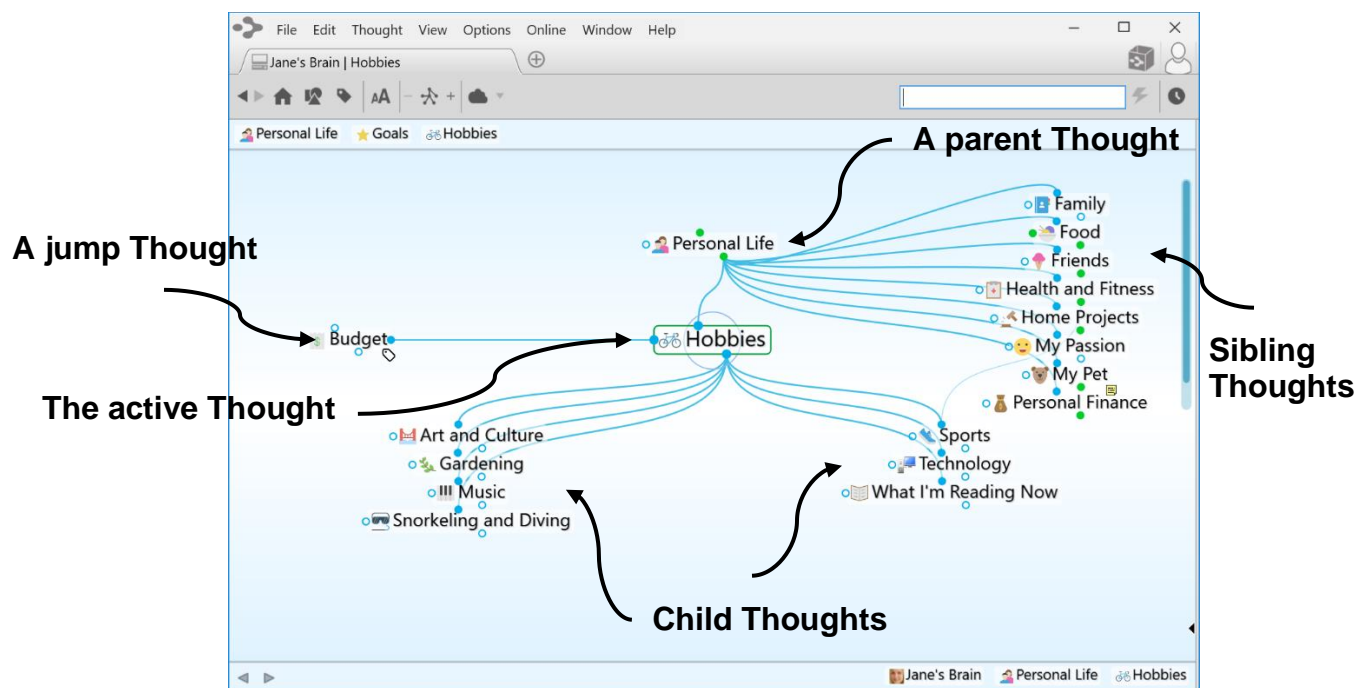 File Edit Thought View Options Online Window Help
Jane's Brain | Hobbies
AA
Personal Life Goals Hobbies
A parent Thought
Family
Food
Friends
Health and Fitness
Home Projects
My Passion
My Pet
Personal Finance
Personal Life
A jump Thought
Budget
Hobbies
Sibling
Thoughts
The active Thought
Art and Culture
Gardening
Music
Snorkeling and Diving
Sports
Technology
What I'm Reading Now
Child Thoughts
Jane's Brain Personal Life Hobbies